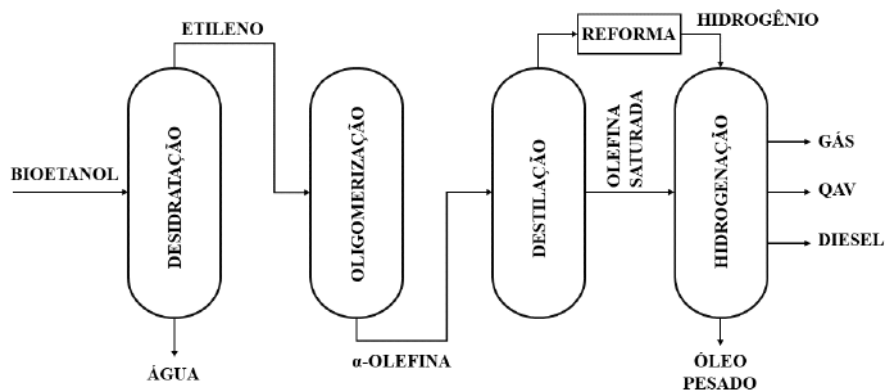 ETILENO
REFORMA
HIDROGÊNIO
BIOETANOL
DESIDRATAÇÃO
OLIGOMERIZAÇÃO
DESTILAÇÃO
OLEFINA
SATURADA
HIDROGENAÇÃO
GÁS
QAV
DIESEL
ÁGUA
α-OLEFINA
ÓLEO
PESADO